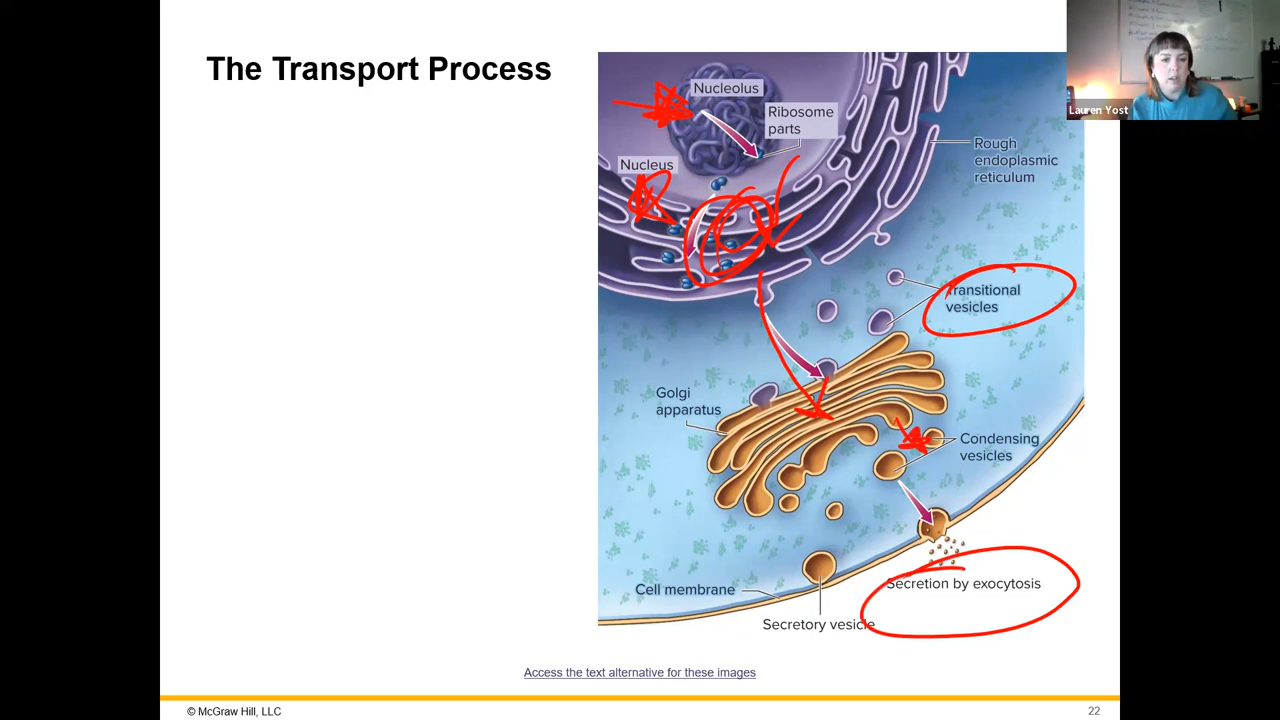 The Transport Process
Lauren Yost
Nucleolus
Ribosome
parts
Nucleus
Rough
endoplasmic
reticulum
Transitional
vesicles
Golgi
apparatus
Condensing
vesicles
Secretion by exocytosis
Cell membrane
Secretory vesicle
Access the text alternative for these images
© McGraw Hill, LLC
22